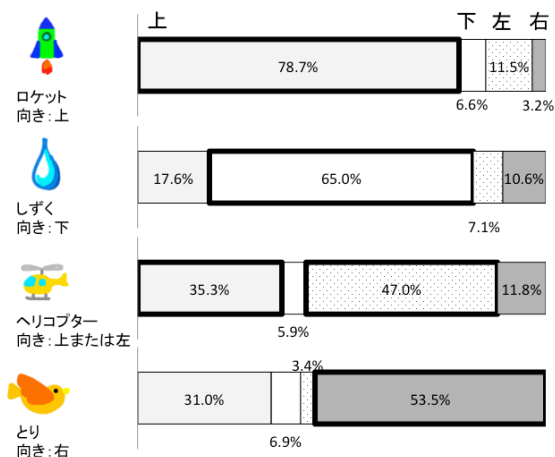 上 下 左 右
78.7% 11.5%
6.6% 3.2%
ロケット
向き：上
17.6% 65.0% 10.6%
7.1%
しずく
向き：下
35.3% 47.0% 11.8%
5.9%
ヘリコプター
向き：上または左
3.4%
31.0% 53.5%
6.9%
とり
向き：右